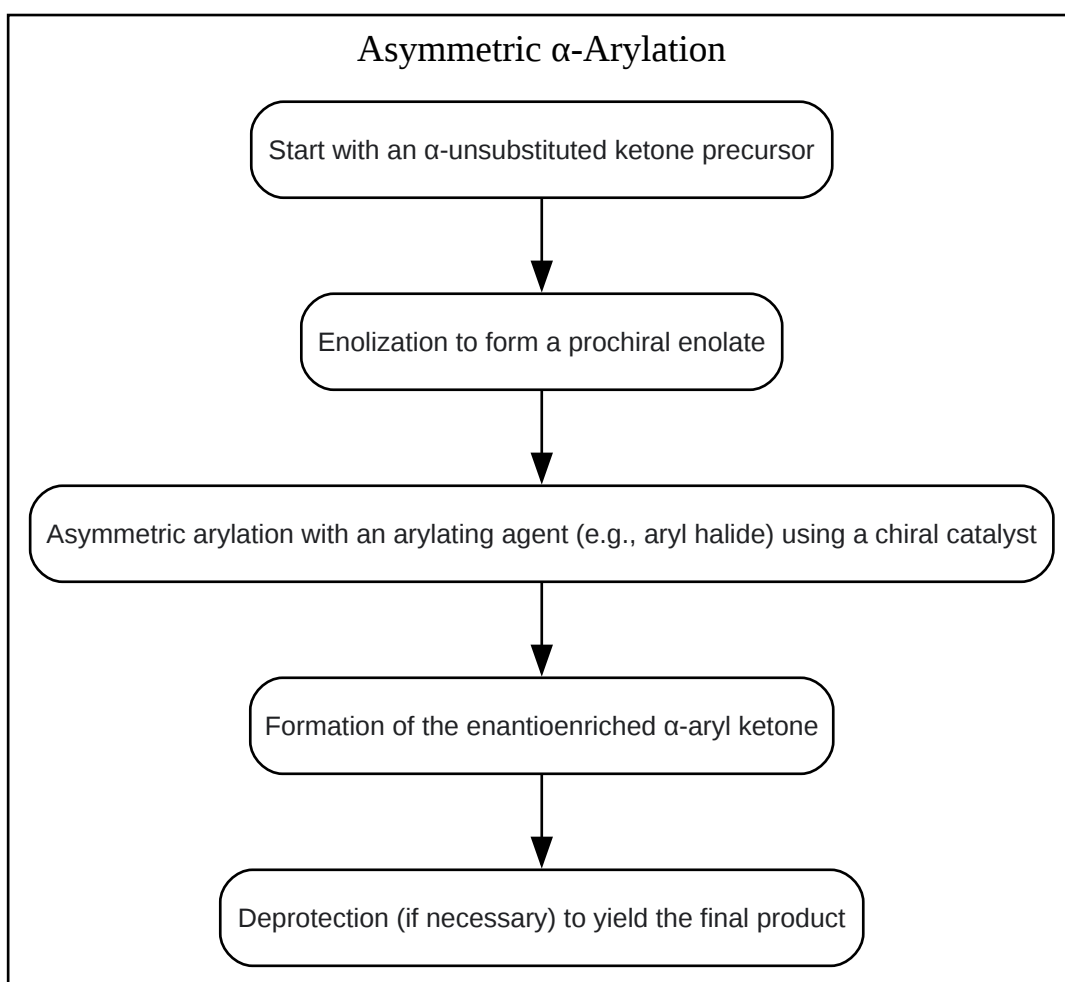 Asymmetric α-Arylation
Start with an α-unsubstituted ketone precursor
Enolization to form a prochiral enolate
Asymmetric arylation with an arylating agent (e.g., aryl halide) using a chiral catalyst
Formation of the enantioenriched α-aryl ketone
Deprotection (if necessary) to yield the final product